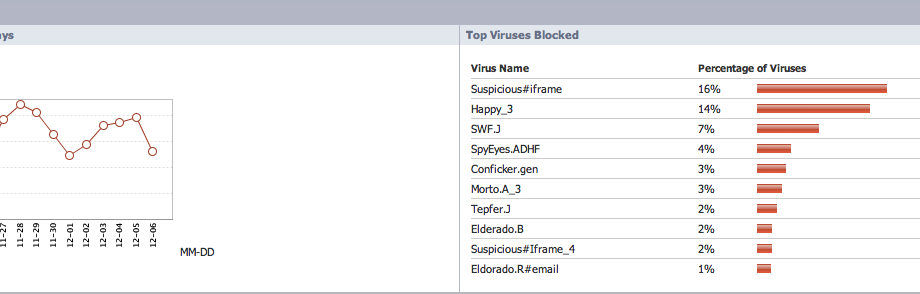 ays
Top Viruses Blocked
Virus Name Percentage of Viruses
Suspicious#iframe 16%
Happy_3 14%
SWF.J 7%
SpyEyes.ADHF 4%
Conficker.gen 3%
Morto.A_3 3%
Tepfer.J 2%
Elderado.B 2%
Suspicious#Iframe_4 2%
Eldorado.R#email 1%
11-27
11-28
11-29
11-30
12-01
12-02
12-03
12-04
12-05
12-06
MM-DD